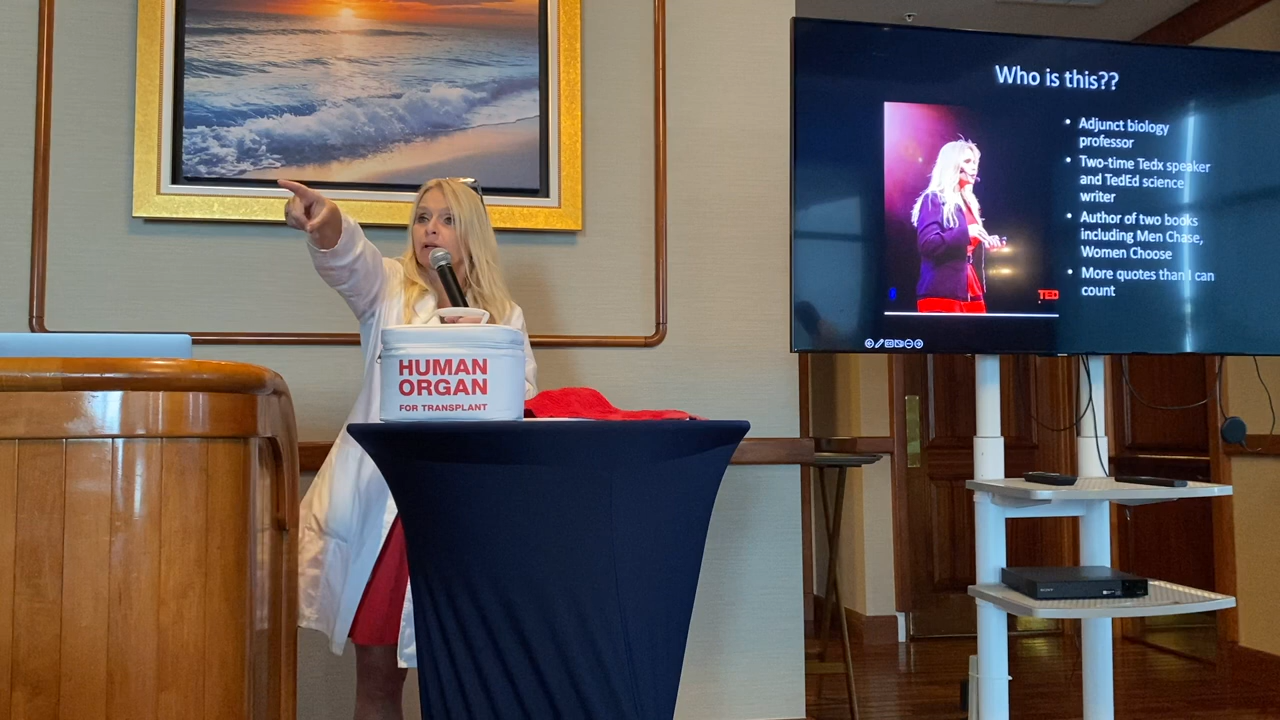 Who is this??
• Adjunct biology
professor
• Two-time Tedx speaker
and TedEd science
writer
• Author of two books
including Men Chase,
Women Choose
• More quotes than I can
count
TED
HUMAN
ORGAN
FOR TRANSPLANT
SONY